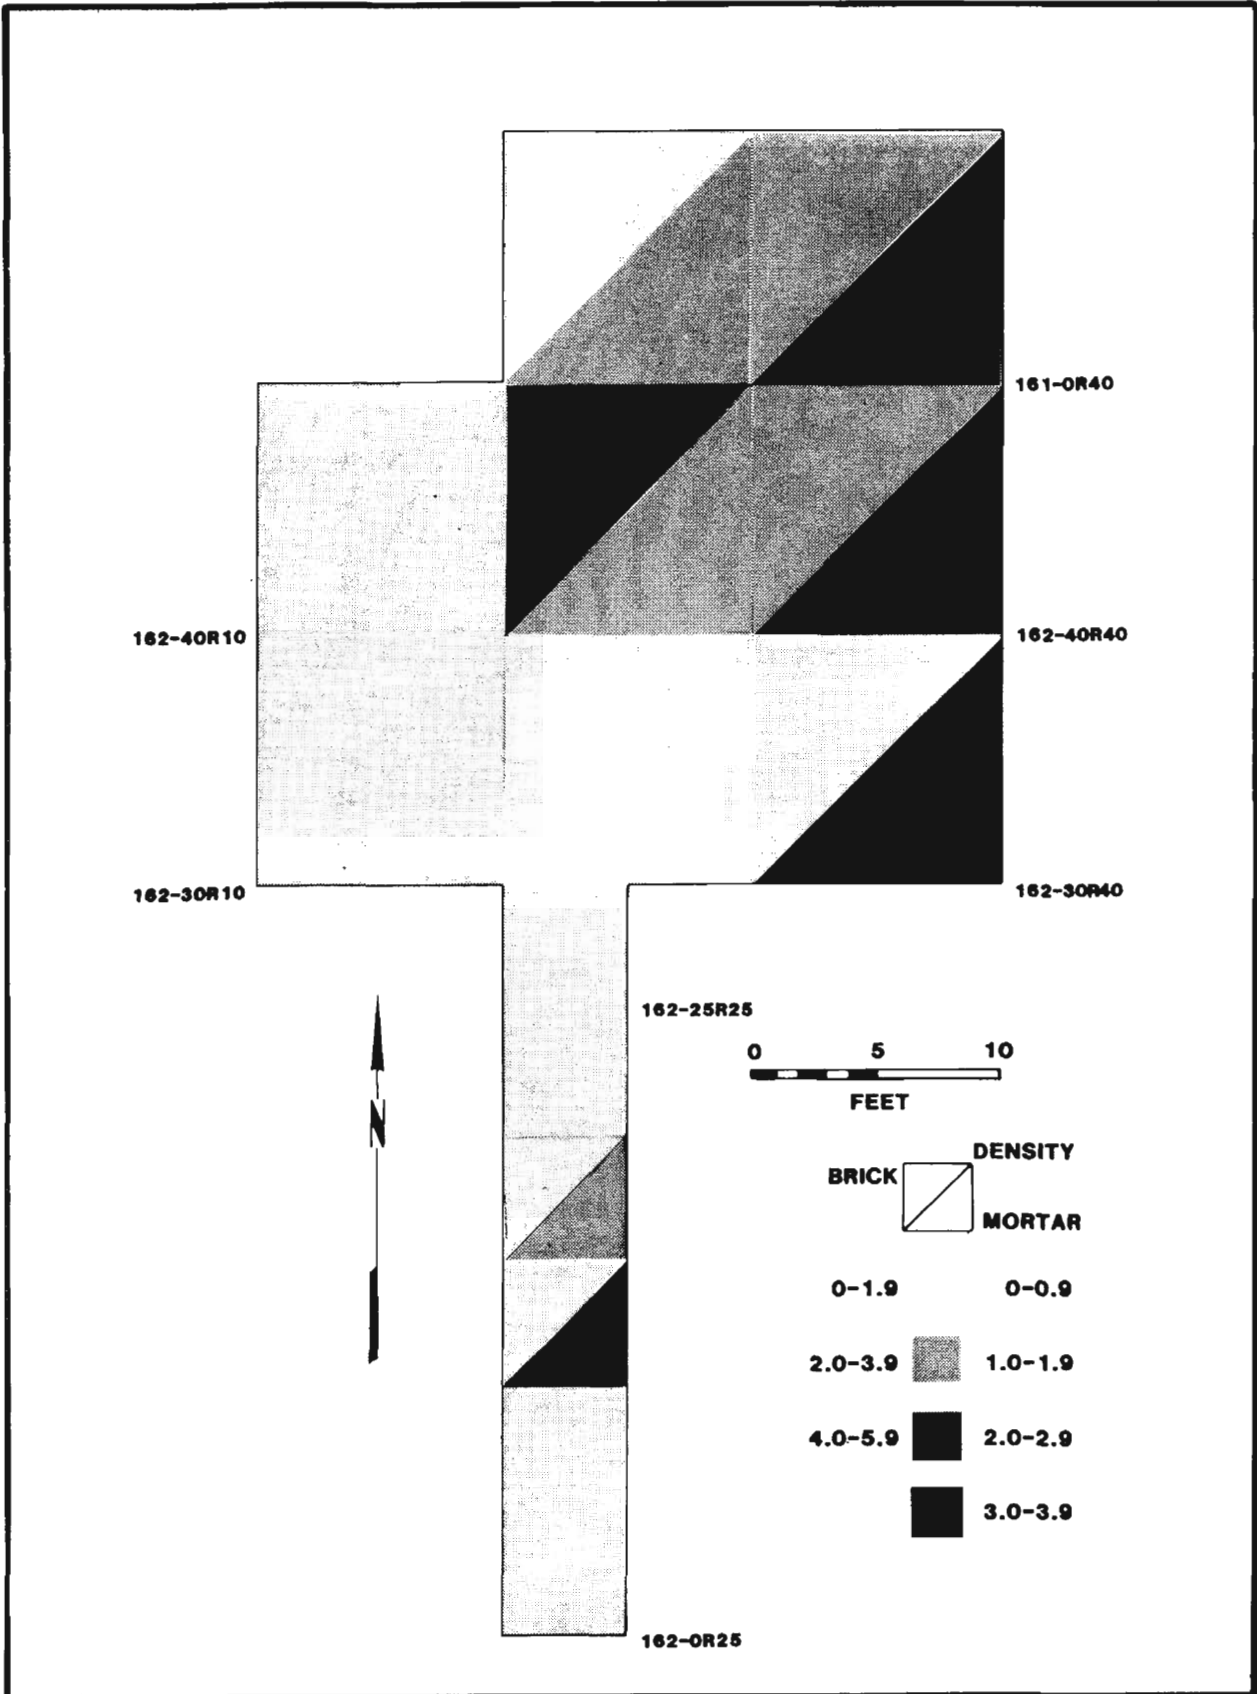 161-0R40
162-40R10
162-40R40
162-30R10
162-30R40
162-25R25
0 5 10
FEET
N
DENSITY
BRICK
MORTAR
0-1.9 0-0.9
2.0-3.9 1.0-1.9
4.0-5.9 2.0-2.9
3.0-3.9
162-0R25